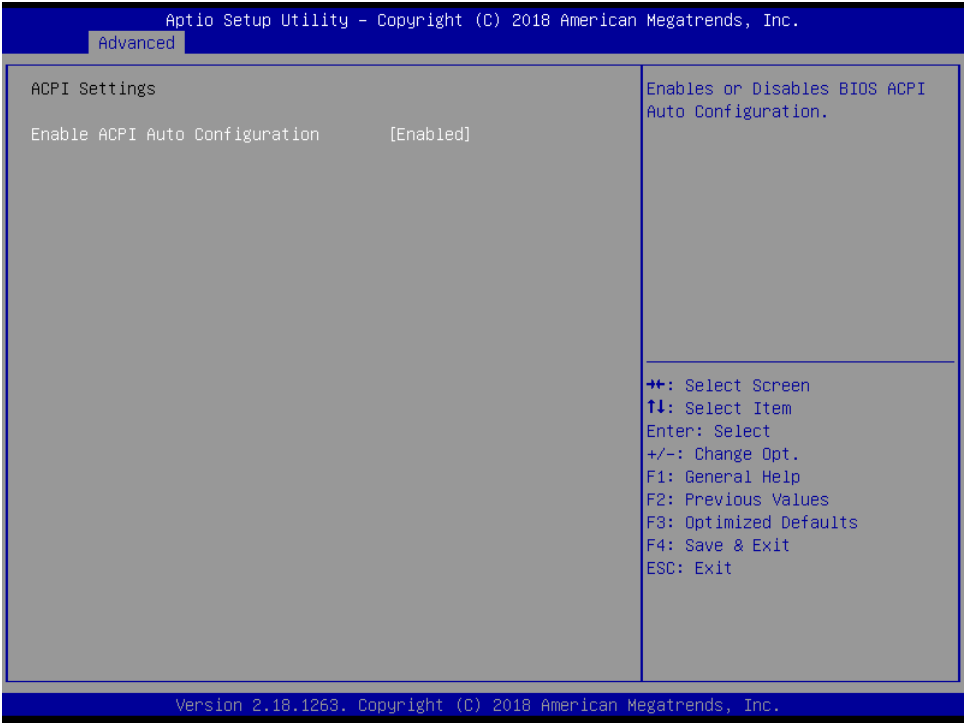 Aptio Setup Utility – Copyright (C) 2018 American Megatrends, Inc.
Advanced
ACPI Settings
Enable ACPI Auto Configuration [Enabled]
Enables or Disables BIOS ACPI
Auto Configuration.
→←: Select Screen
↑↓: Select Item
Enter: Select
+/-: Change Opt.
F1: General Help
F2: Previous Values
F3: Optimized Defaults
F4: Save & Exit
ESC: Exit
Version 2.18.1263. Copyright (C) 2018 American Megatrends, Inc.